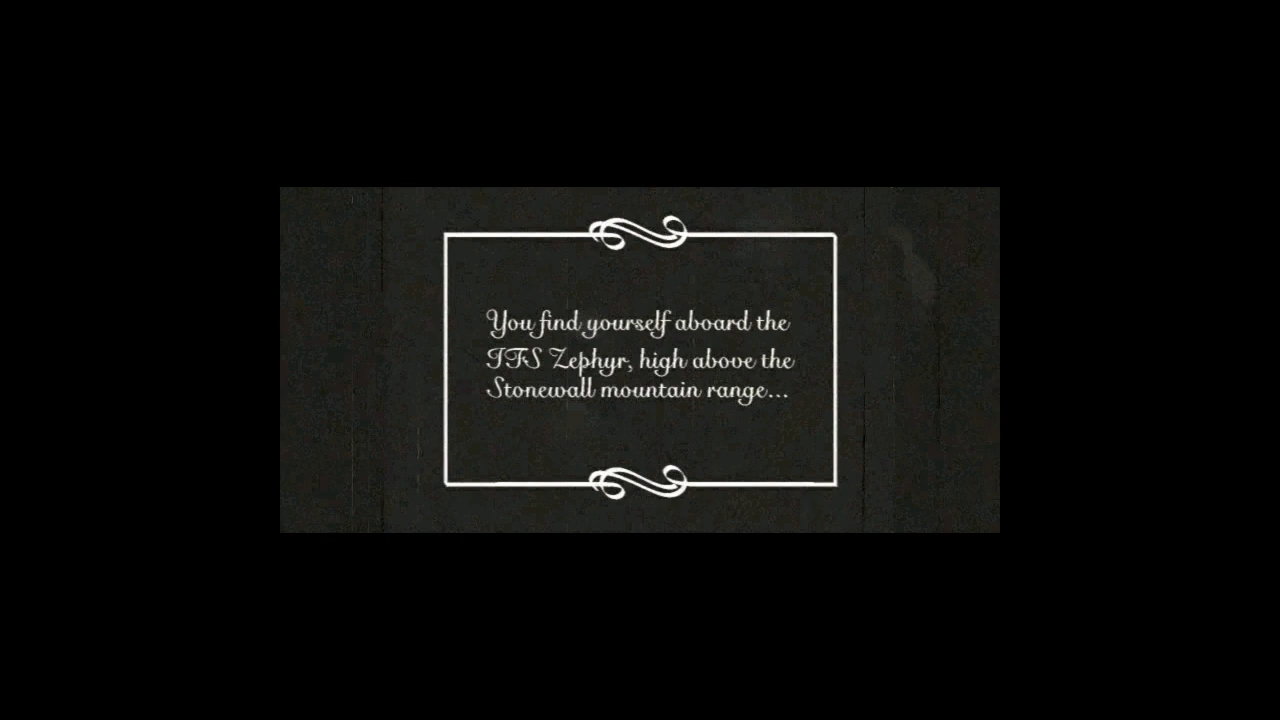 You find yourself aboard the
IFS Zephyr, high above the
Stonewall mountain range...